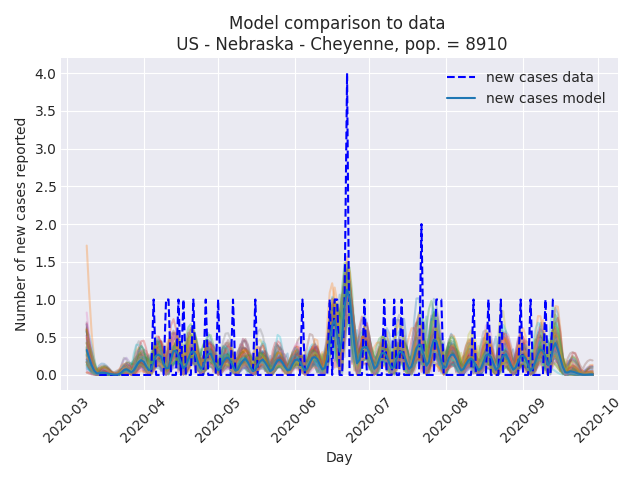 Model comparison to data
US - Nebraska - Cheyenne, pop. = 8910
new cases data
new cases model
Number of new cases reported
4.0
3.5
3.0
2.5
2.0
1.5
1.0
0.5
0.0
2020-03
2020-04
2020-05
2020-06
2020-07
2020-08
2020-09
2020-10
Day